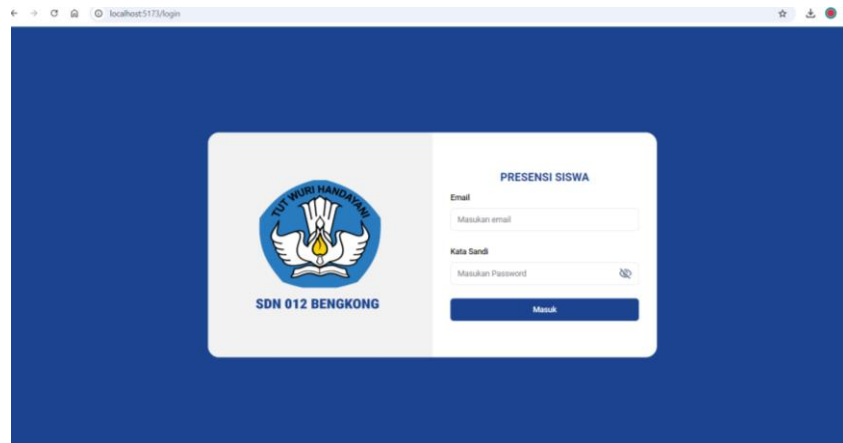 localhost:5173/login
TUT WURI HANDAYANI
SDN 012 BENGKONG
PRESENSI SISWA
Email
Masukan email
Kata Sandi
Masukan Password
Masuk